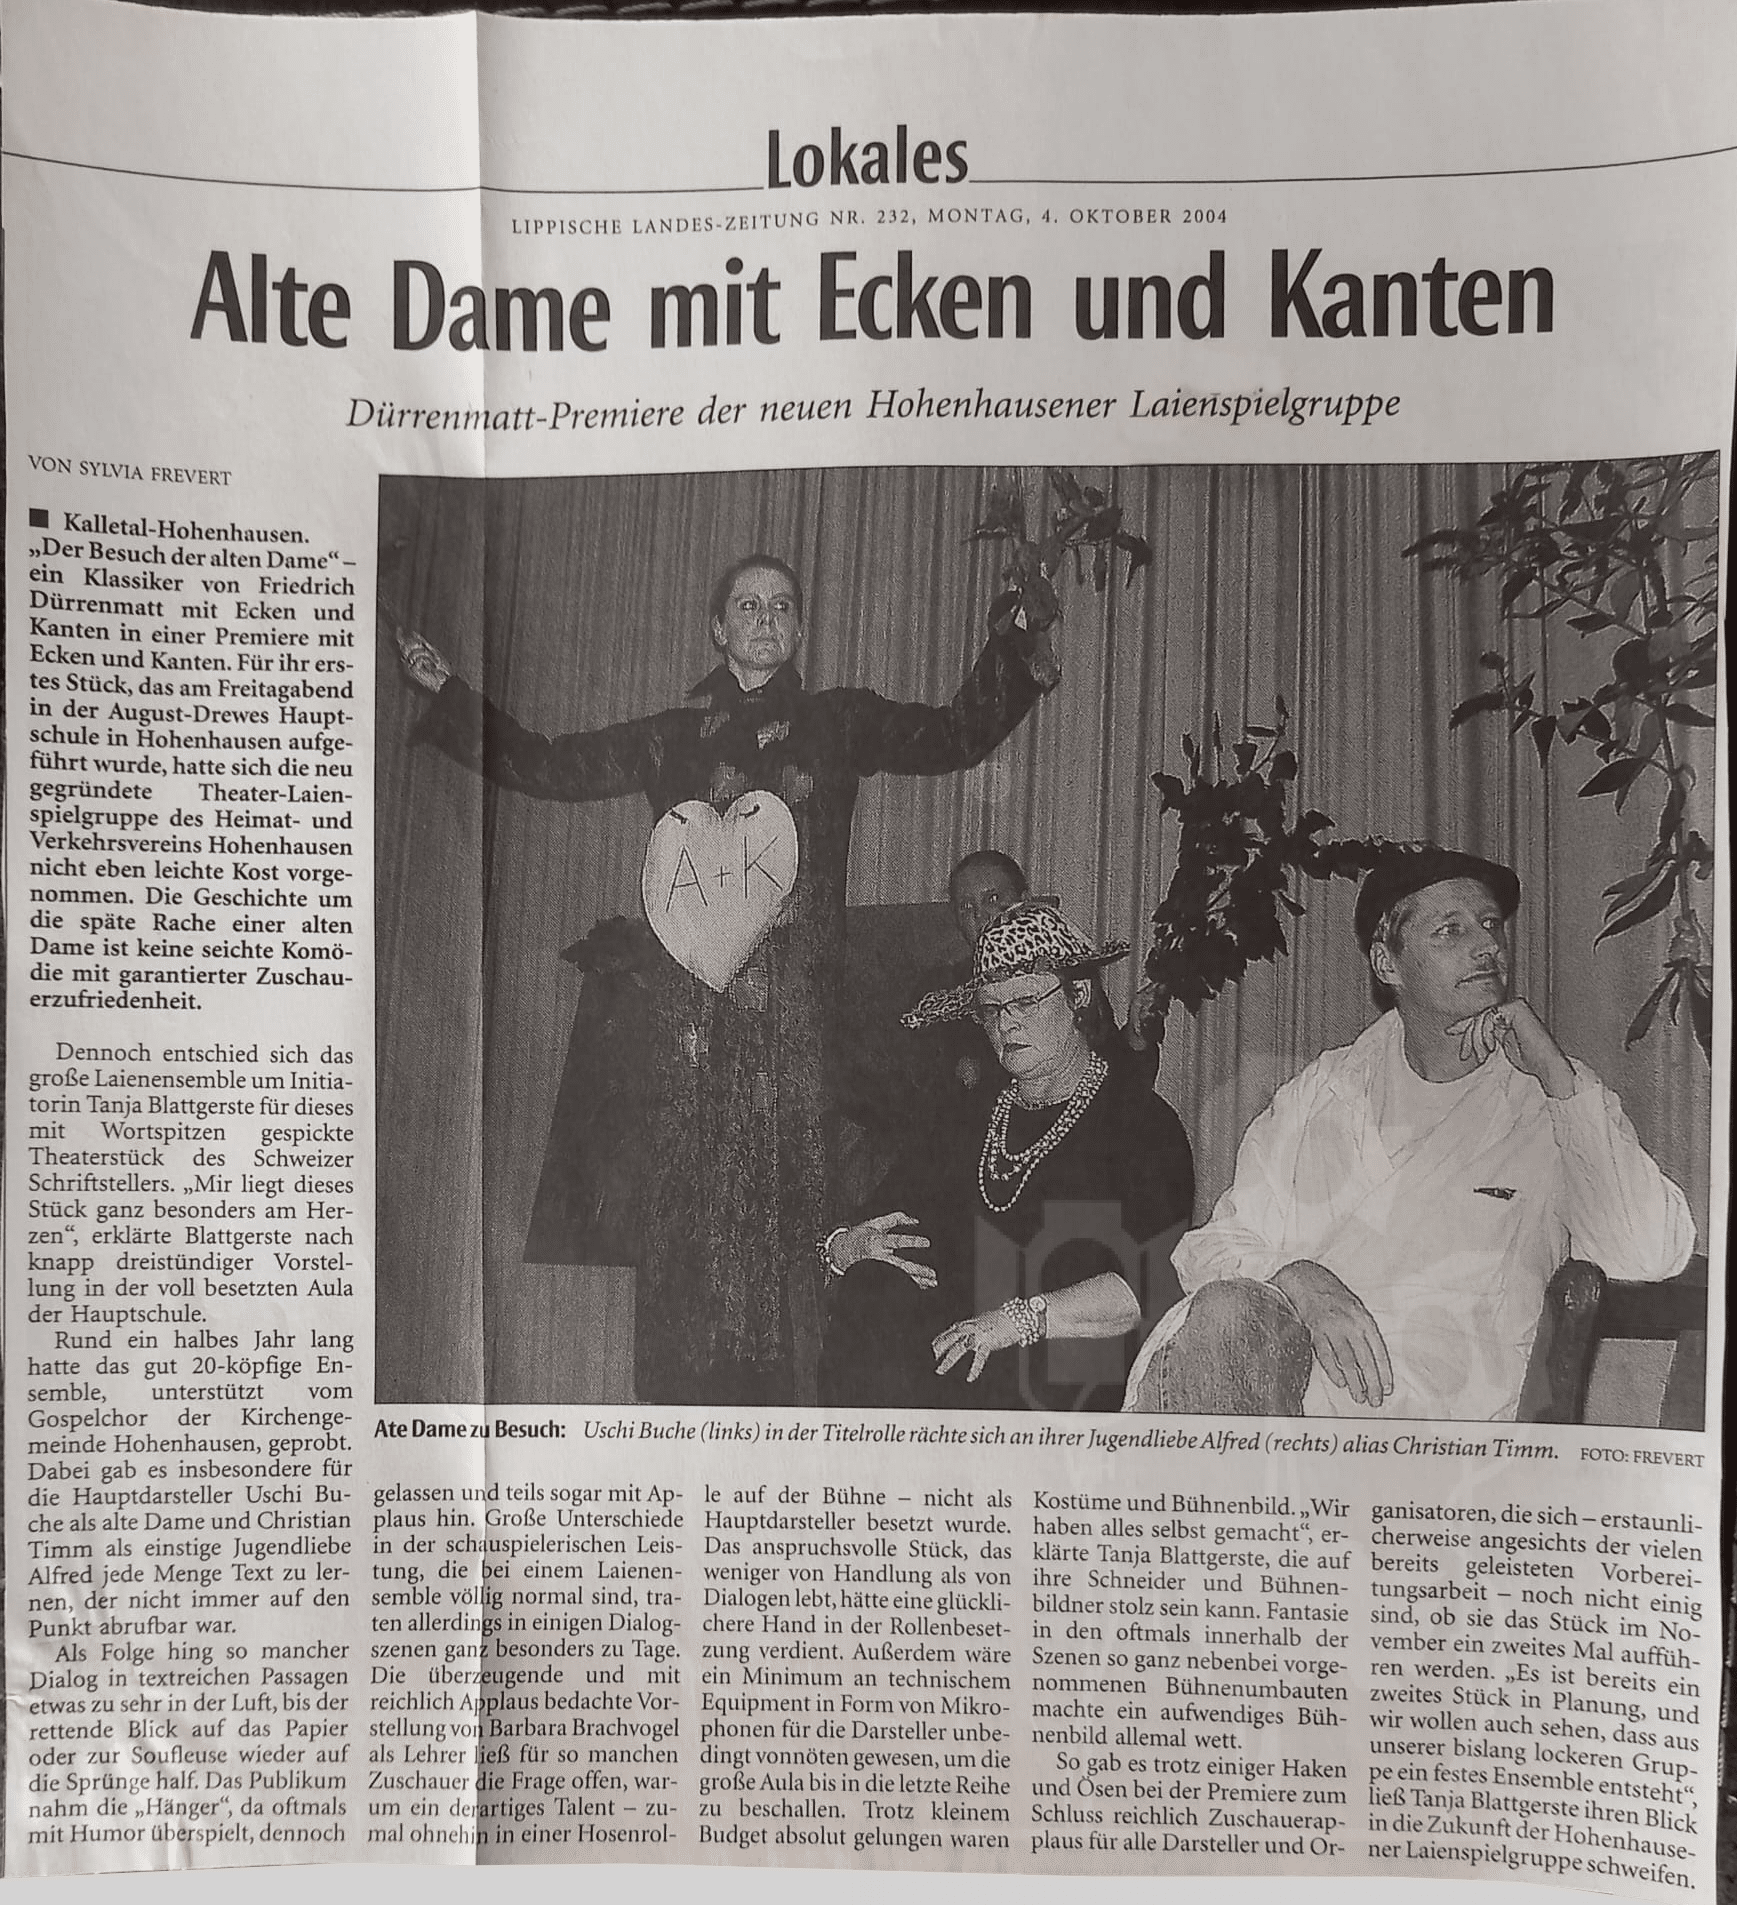 Lokales
LIPPISCHE LANDES-ZEITUNG NR. 232, MONTAG, 4. OKTOBER 2004
Alte Dame mit Ecken und Kanten
Dürrenmatt-Premiere der neuen Hohenhausener Laienspielgruppe
VON SYLVIA FREVERT
■ Kalletal-Hohenhausen.
„Der Besuch der alten Dame“ –
ein Klassiker von Friedrich
Dürrenmatt mit Ecken und
Kanten in einer Premiere mit
Ecken und Kanten. Für ihr ers-
tes Stück, das am Freitagabend
in der August-Drewes Haupt-
schule in Hohenhausen aufge-
führt wurde, hatte sich die neu
gegründete Theater-Laien-
spielgruppe des Heimat- und
Verkehrsvereins Hohenhausen
nicht eben leichte Kost vorge-
nommen. Die Geschichte um
die späte Rache einer alten
Dame ist keine seichte Komö-
die mit garantierter Zuschau-
erzufriedenheit.
Dennoch entschied sich das
große Laienensemble um Initia-
torin Tanja Blattgerste für dieses
mit Wortspitzen gespickte
Theaterstück des Schweizer
Schriftstellers. „Mir liegt dieses
Stück ganz besonders am Her-
zen“, erklärte Blattgerste nach
knapp dreistündiger Vorstel-
lung in der voll besetzten Aula
der Hauptschule.
Rund ein halbes Jahr lang
hatte das gut 20-köpfige En-
semble, unterstützt vom
Gospelchor der Kirchenge-
meinde Hohenhausen, geprobt.
Dabei gab es insbesondere für
die Hauptdarsteller Uschi Bu-
che als alte Dame und Christian
Timm als einstige Jugendliebe
Alfred jede Menge Text zu ler-
nen, der nicht immer auf den
Punkt abrufbar war.
Als Folge hing so mancher
Dialog in textreichen Passagen
etwas zu sehr in der Luft, bis der
rettende Blick auf das Papier
oder zur Soufleuse wieder auf
die Sprünge half. Das Publikum
nahm die „Hänger“, da oftmals
mit Humor überspielt, dennoch
A + K
Ate Dame zu Besuch: Uschi Buche (links) in der Titelrolle rächte sich an ihrer Jugendliebe Alfred (rechts) alias Christian Timm. FOTO: FREVERT
gelassen und teils sogar mit Ap-
plaus hin. Große Unterschiede
in der schauspielerischen Leis-
tung, die bei einem Laienen-
semble völlig normal sind, tra-
ten allerdings in einigen Dialog-
szenen ganz besonders zu Tage.
Die überzeugende und mit
reichlich Applaus bedachte Vor-
stellung von Barbara Brachvogel
als Lehrer ließ für so manchen
Zuschauer die Frage offen, war-
um ein derartiges Talent – zu-
mal ohnehin in einer Hosenrol-
le auf der Bühne – nicht als
Hauptdarsteller besetzt wurde.
Das anspruchsvolle Stück, das
weniger von Handlung als von
Dialogen lebt, hätte eine glückli-
chere Hand in der Rollenbeset-
zung verdient. Außerdem wäre
ein Minimum an technischem
Equipment in Form von Mikro-
phonen für die Darsteller unbe-
dingt vonnöten gewesen, um die
große Aula bis in die letzte Reihe
zu beschallen. Trotz kleinem
Budget absolut gelungen waren
Kostüme und Bühnenbild. „Wir
haben alles selbst gemacht“, er-
klärte Tanja Blattgerste, die auf
ihre Schneider und Bühnen-
bildner stolz sein kann. Fantasie
in den oftmals innerhalb der
Szenen so ganz nebenbei vorge-
nommenen Bühnenumbauten
machte ein aufwendiges Büh-
nenbild allemal wett.
So gab es trotz einiger Haken
und Ösen bei der Premiere zum
Schluss reichlich Zuschauerap-
plaus für alle Darsteller und Or-
ganisatoren, die sich – erstaunli-
cherweise angesichts der vielen
bereits geleisteten Vorberei-
tungsarbeit – noch nicht einig
sind, ob sie das Stück im No-
vember ein zweites Mal auffüh-
ren werden. „Es ist bereits ein
zweites Stück in Planung, und
wir wollen auch sehen, dass aus
unserer bislang lockeren Grup-
pe ein festes Ensemble entsteht“,
ließ Tanja Blattgerste ihren Blick
in die Zukunft der Hohenhause-
ner Laienspielgruppe schweifen.